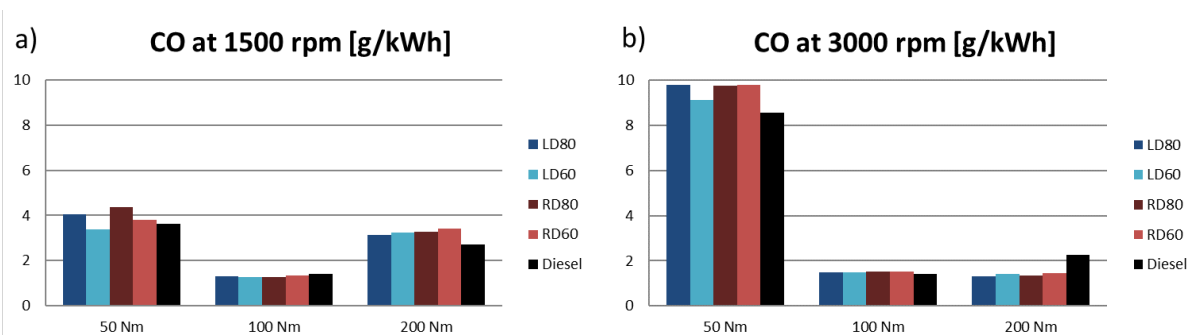 a) CO at 1500 rpm [g/kWh]
10
8
6
4
2
0
50 Nm 100 Nm 200 Nm
LD80
LD60
RD80
RD60
Diesel
b) CO at 3000 rpm [g/kWh]
10
8
6
4
2
0
50 Nm 100 Nm 200 Nm
LD80
LD60
RD80
RD60
Diesel